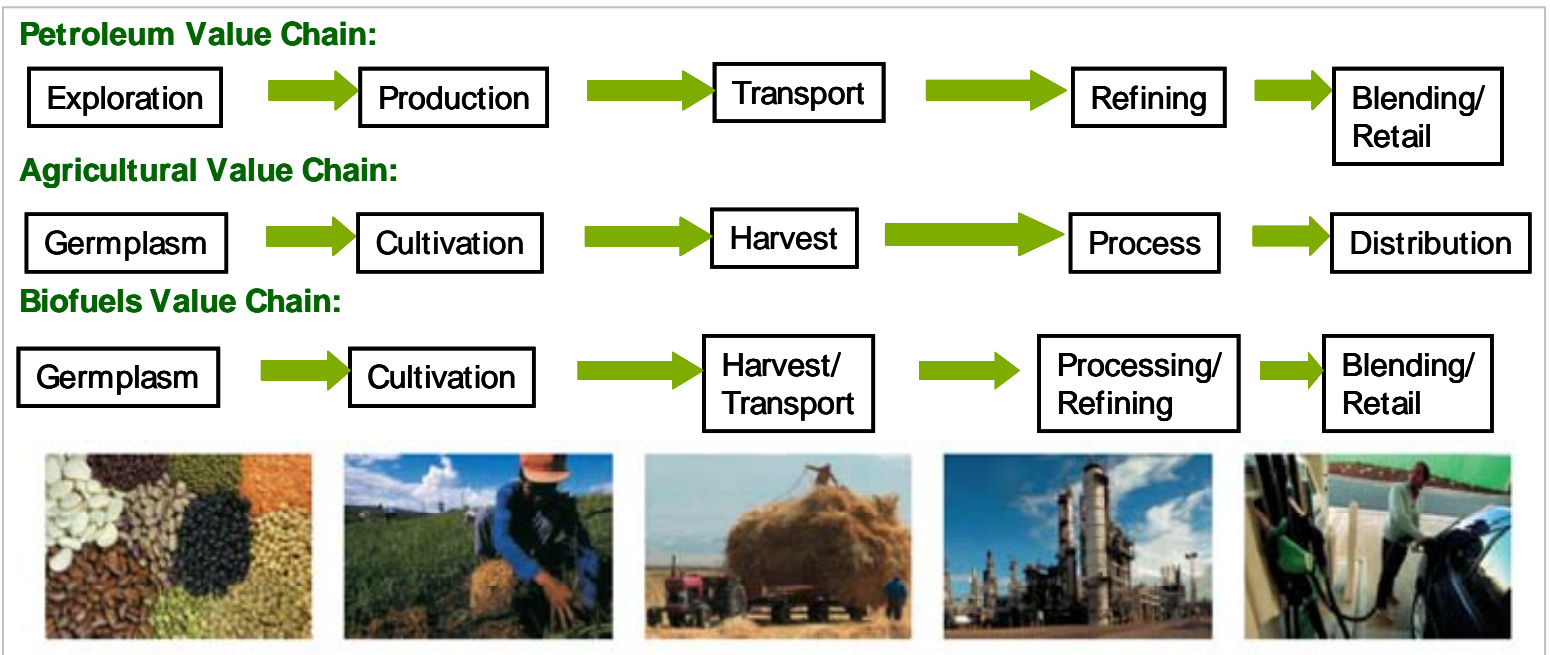 Petroleum Value Chain:
Exploration
Production
Transport
Refining
Blending/
Retail
Agricultural Value Chain:
Germplasm
Cultivation
Harvest
Process
Distribution
Biofuels Value Chain:
Germplasm
Cultivation
Harvest/
Transport
Processing/
Refining
Blending/
Retail